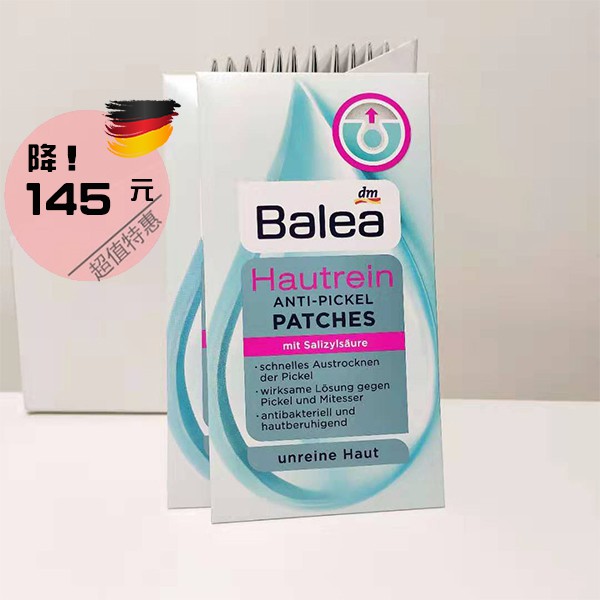 降！
145 元
超值特惠
dm
Balea
Hautrein
ANTI-PICKEL
PATCHES
mit Salizylsäure
· schnelles Austrocknen
der Pickel
· wirksame Lösung gegen
Pickel und Mitesser
· antibakteriell und
hautberuhigend
unreine Haut